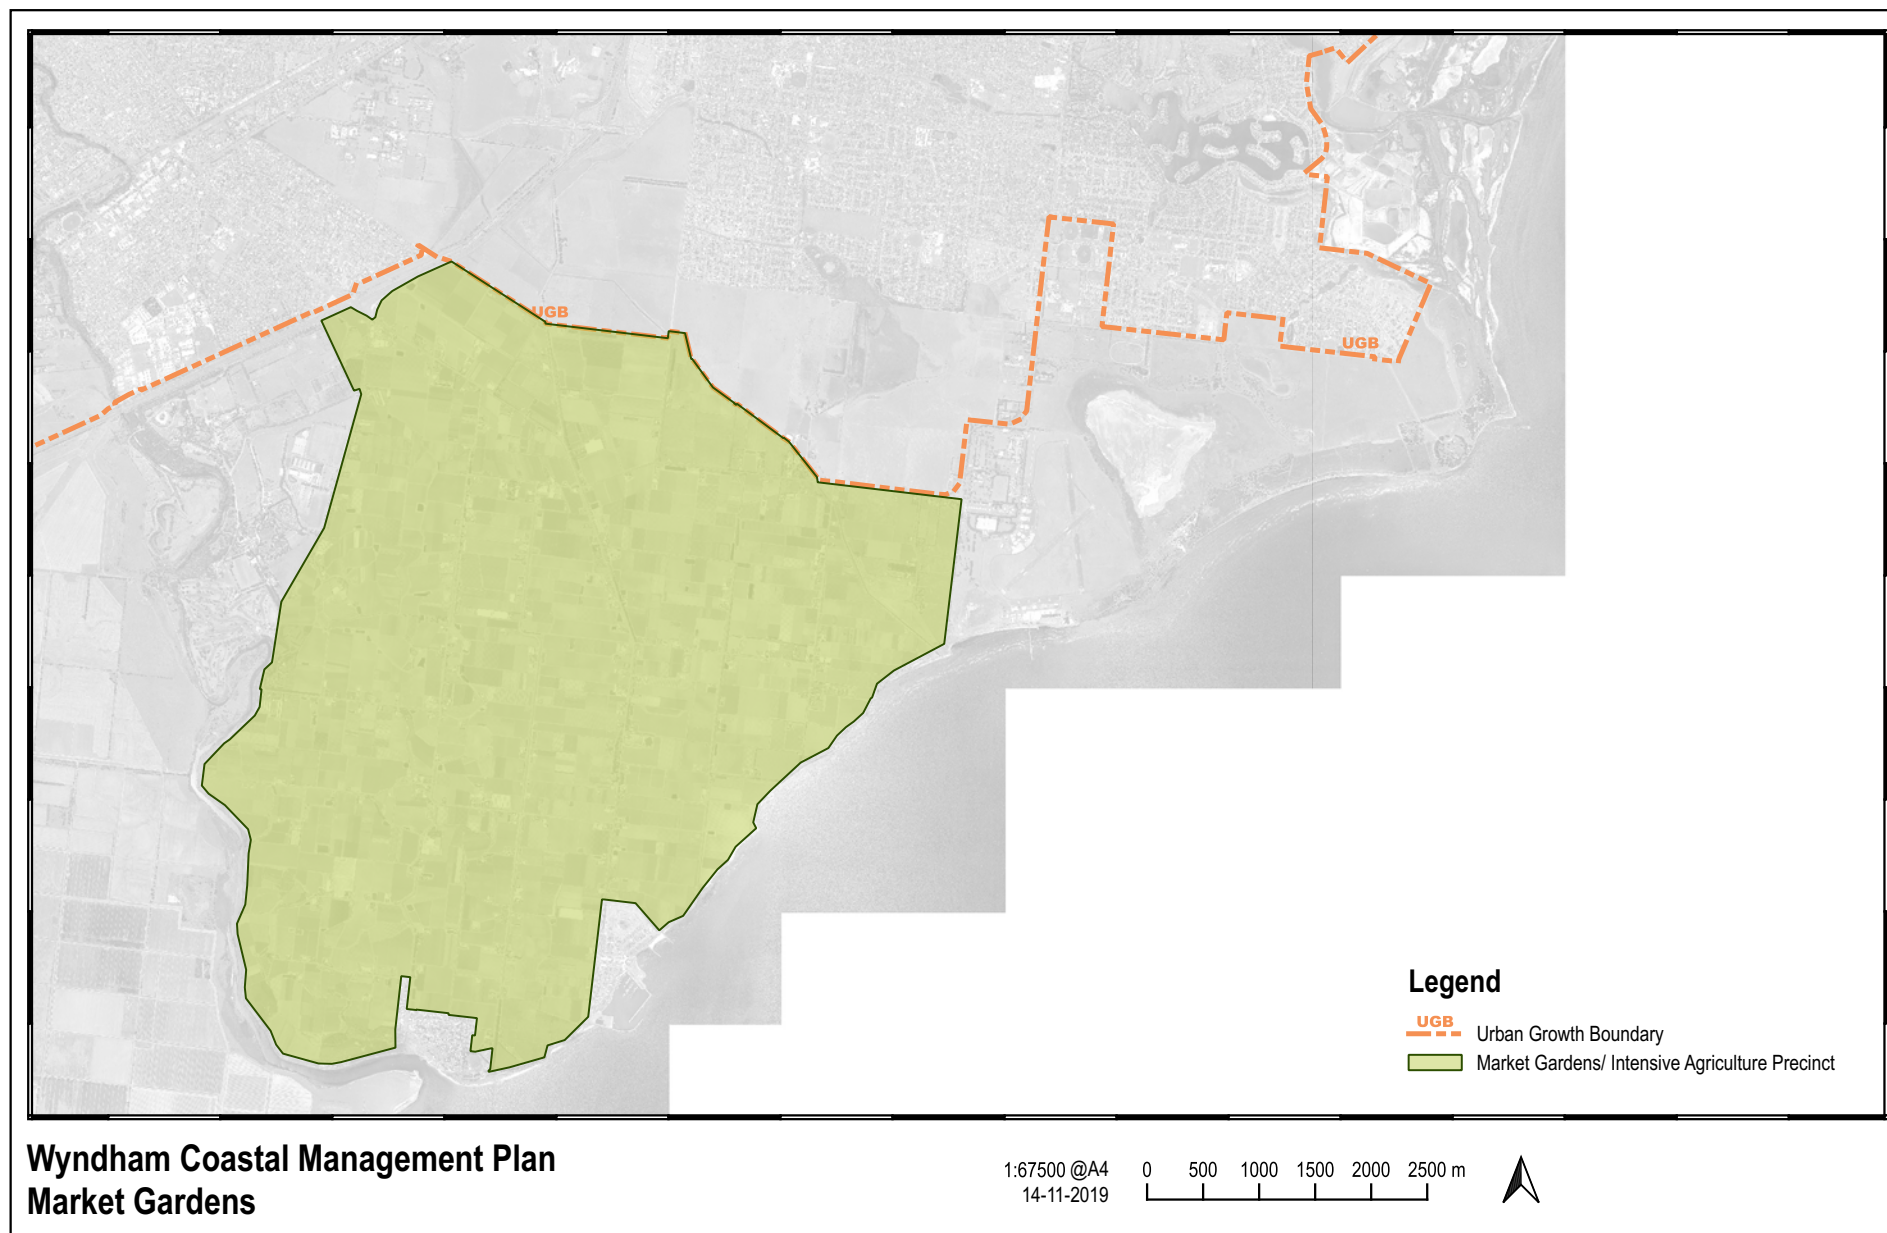 UGB
UGB
Legend
UGB
Urban Growth Boundary
Market Gardens/ Intensive Agriculture Precinct
Wyndham Coastal Management Plan
Market Gardens
1:67500 @A4
14-11-2019
0 500 1000 1500 2000 2500 m